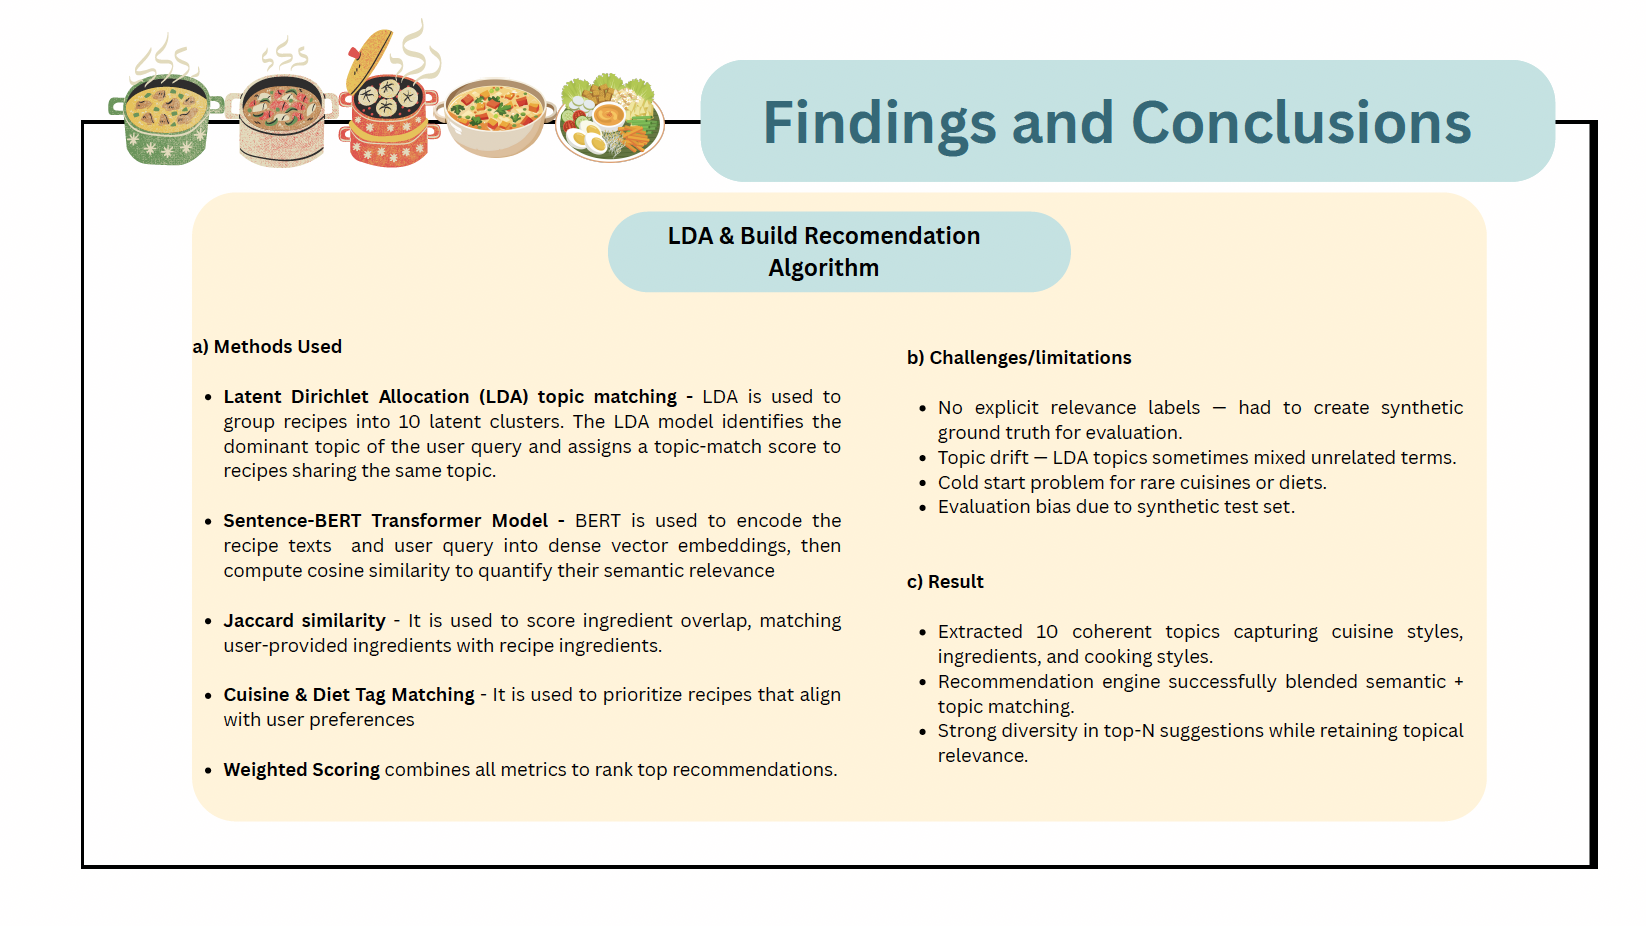 Findings and Conclusions
LDA & Build Recomendation
Algorithm
a) Methods Used
• Latent Dirichlet Allocation (LDA) topic matching - LDA is used to
group recipes into 10 latent clusters. The LDA model identifies the
dominant topic of the user query and assigns a topic-match score to
recipes sharing the same topic.
• Sentence-BERT Transformer Model - BERT is used to encode the
recipe texts and user query into dense vector embeddings, then
compute cosine similarity to quantify their semantic relevance
• Jaccard similarity - It is used to score ingredient overlap, matching
user-provided ingredients with recipe ingredients.
• Cuisine & Diet Tag Matching - It is used to prioritize recipes that align
with user preferences
• Weighted Scoring combines all metrics to rank top recommendations.
b) Challenges/limitations
• No explicit relevance labels — had to create synthetic
ground truth for evaluation.
• Topic drift — LDA topics sometimes mixed unrelated terms.
• Cold start problem for rare cuisines or diets.
• Evaluation bias due to synthetic test set.
c) Result
• Extracted 10 coherent topics capturing cuisine styles,
ingredients, and cooking styles.
• Recommendation engine successfully blended semantic +
topic matching.
• Strong diversity in top-N suggestions while retaining topical
relevance.